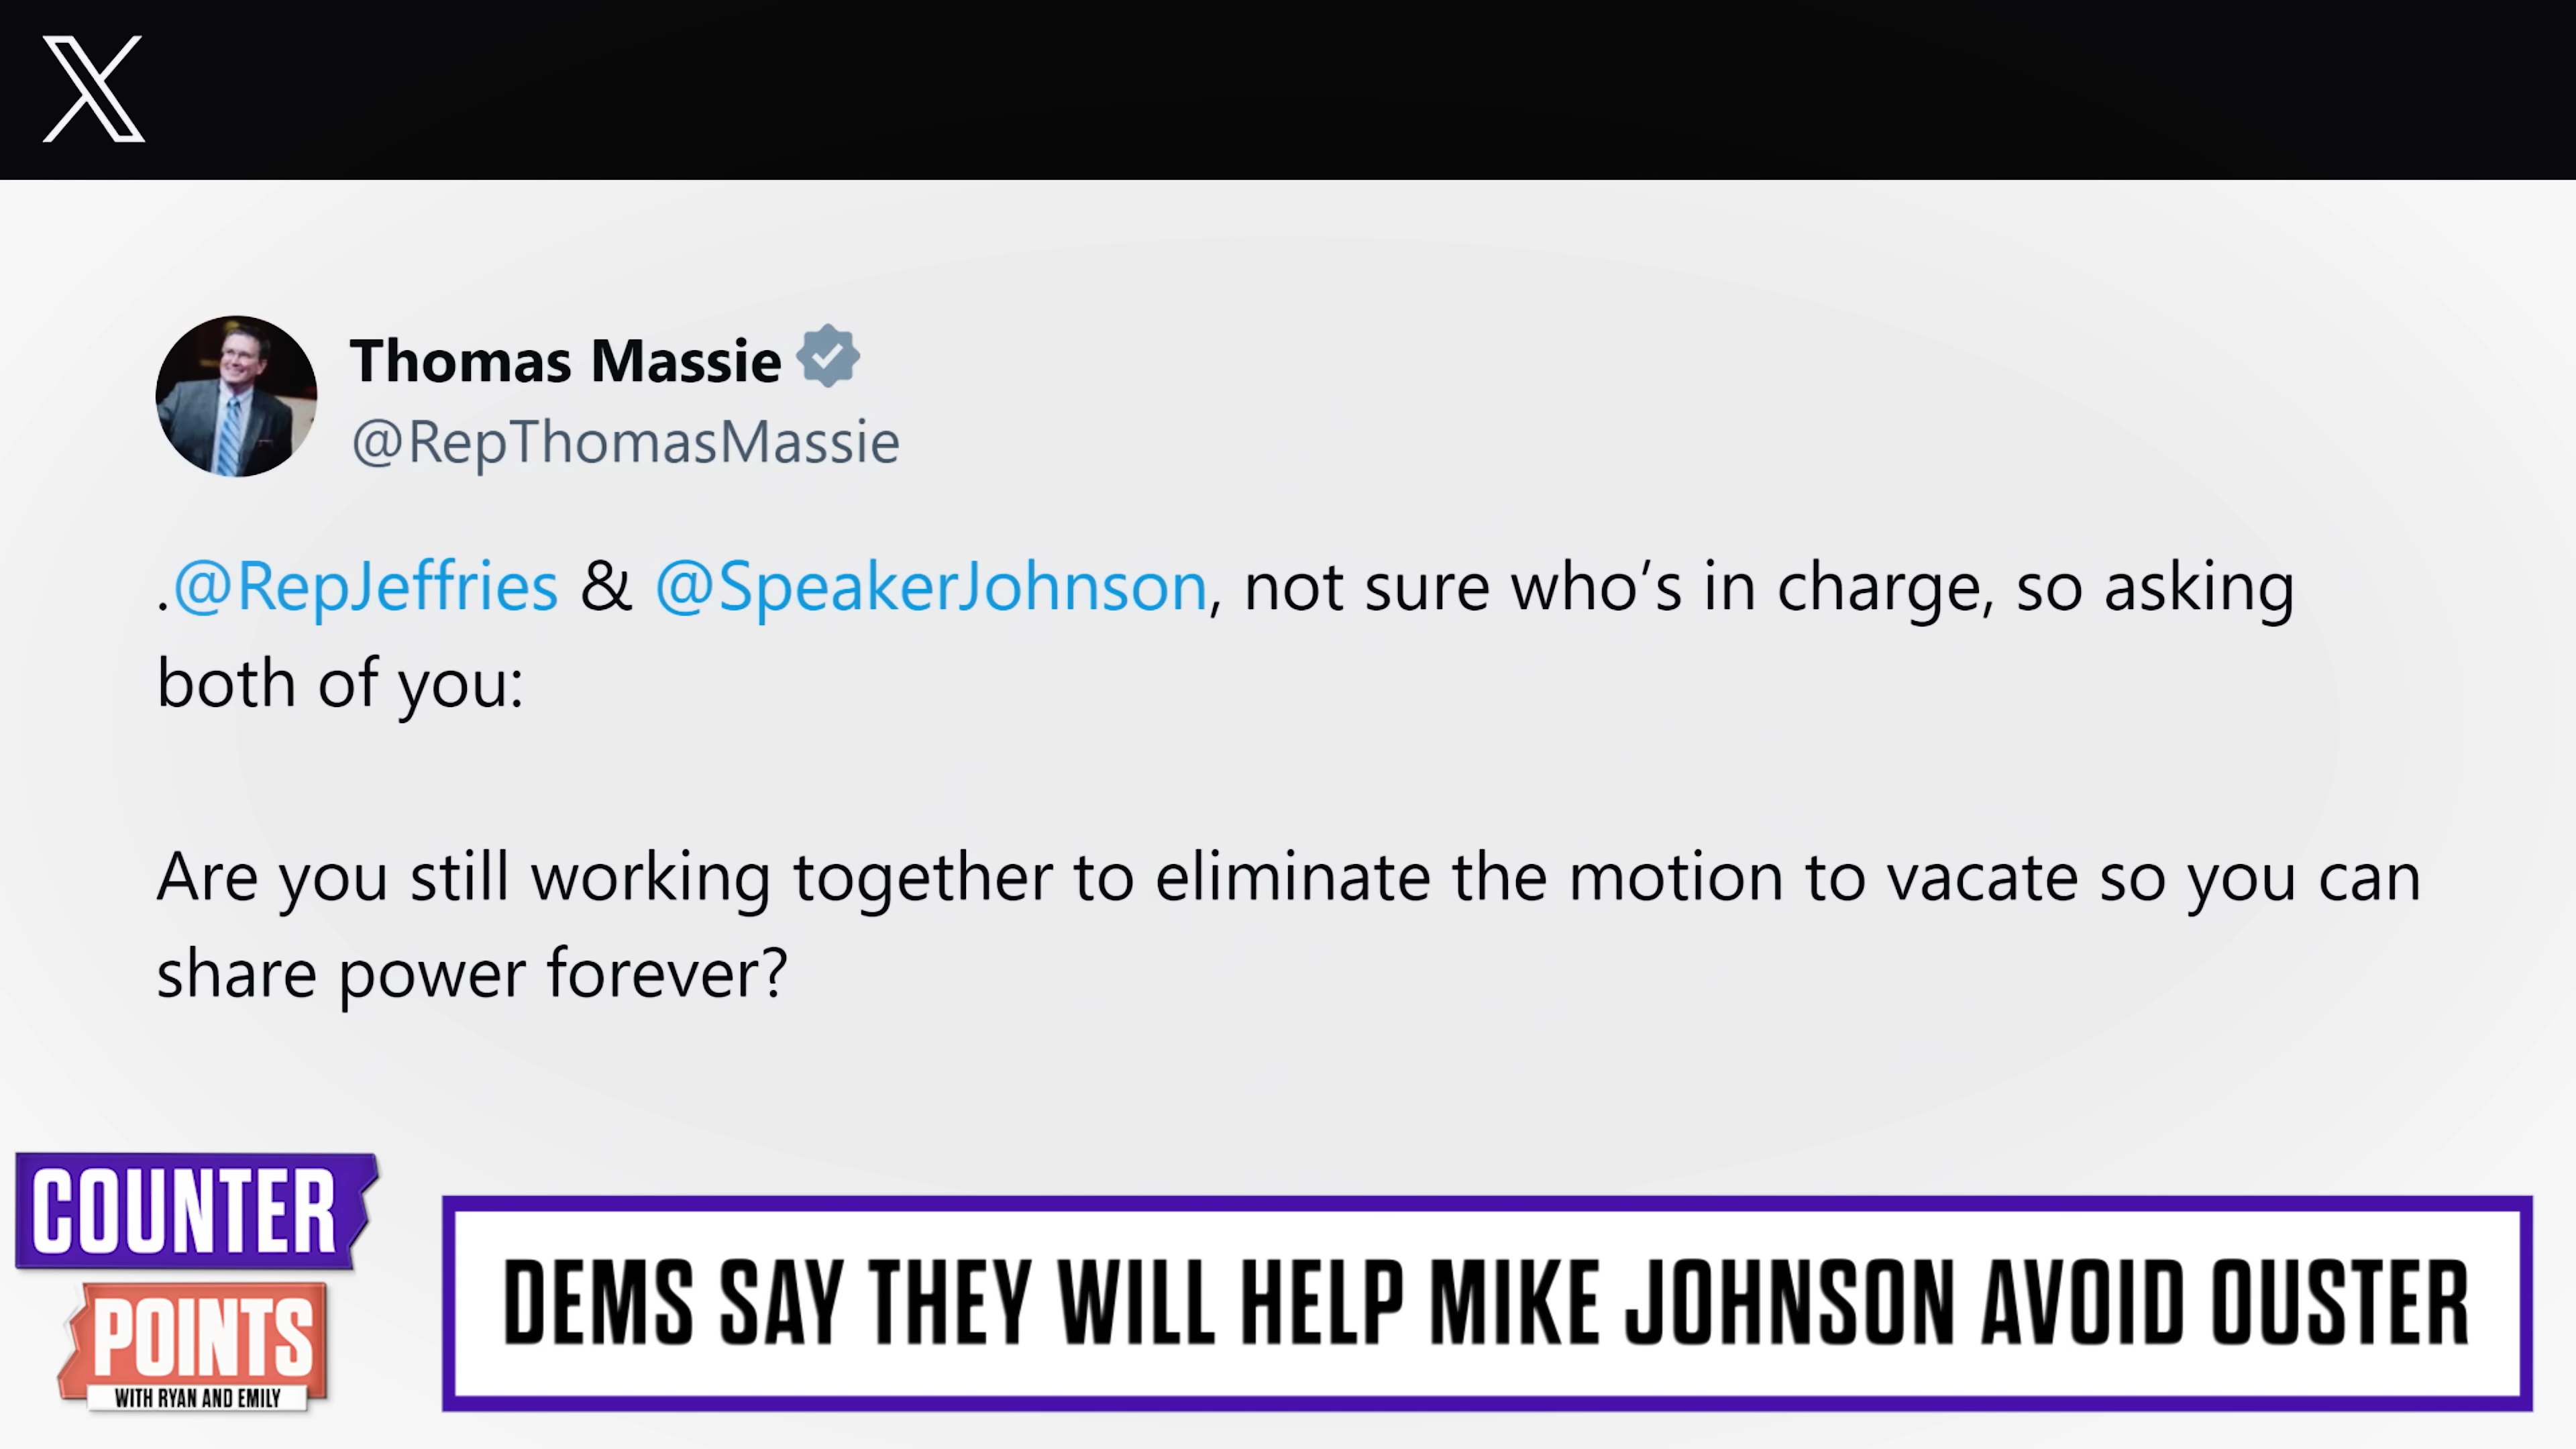 Thomas Massie
@RepThomasMassie
.@RepJeffries & @SpeakerJohnson, not sure who’s in charge, so asking
both of you:
Are you still working together to eliminate the motion to vacate so you can
share power forever?
COUNTER
POINTS
WITH RYAN AND EMILY
DEMS SAY THEY WILL HELP MIKE JOHNSON AVOID OUSTER